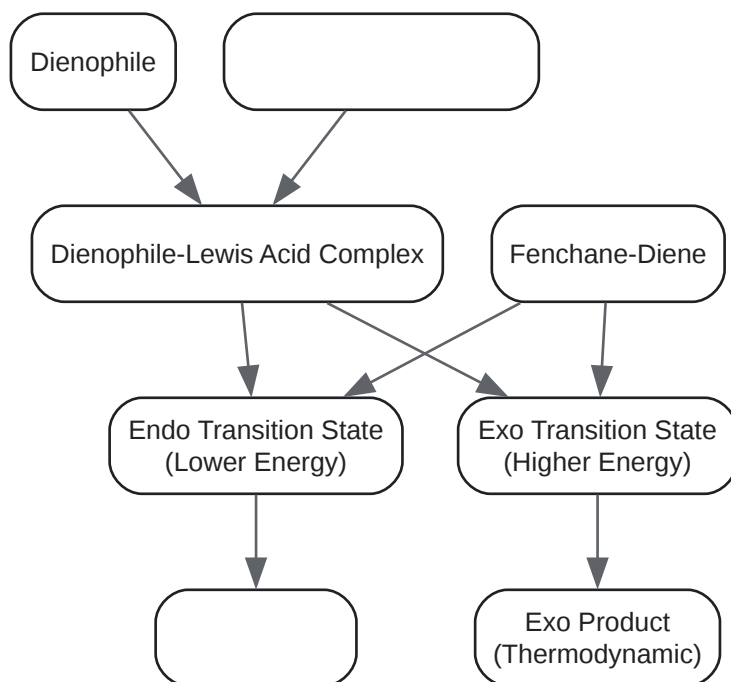 Dienophile
Dienophile-Lewis Acid Complex
Fenchane-Diene
Endo Transition State
(Lower Energy)
Exo Transition State
(Higher Energy)
Exo Product
(Thermodynamic)